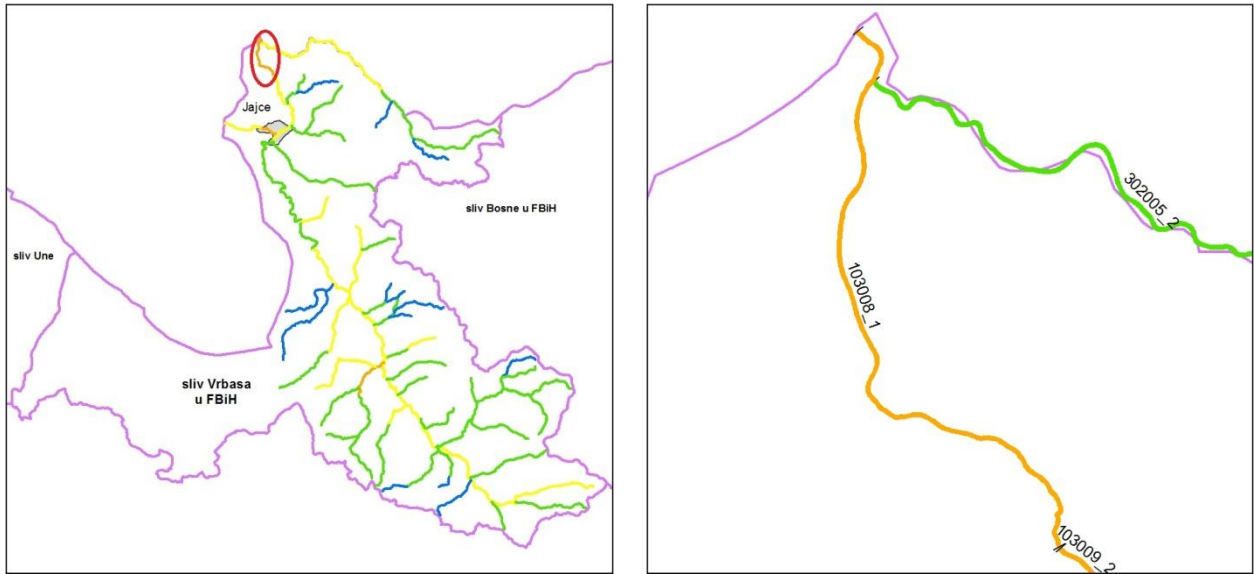 Jajce
sliv Bosne u FBiH
sliv Une
sliv Vrbasa
u FBiH
302005_2
103008_1
103009_2